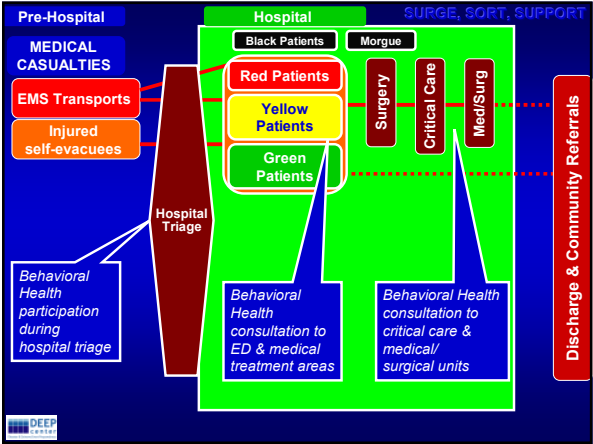 Pre-Hospital
Hospital
SURGE, SORT, SUPPORT
MEDICAL
CASUALTIES
Black Patients
Morgue
EMS Transports
Injured
self-evacuees
Red Patients
Yellow
Patients
Green
Patients
Surgery
Critical Care
Med/Surg
Hospital
Triage
Discharge & Community Referrals
Behavioral
Health
participation
during
hospital triage
Behavioral
Health
consultation to
ED & medical
treatment areas
Behavioral Health
consultation to
critical care &
medical/
surgical units
DEEP
center